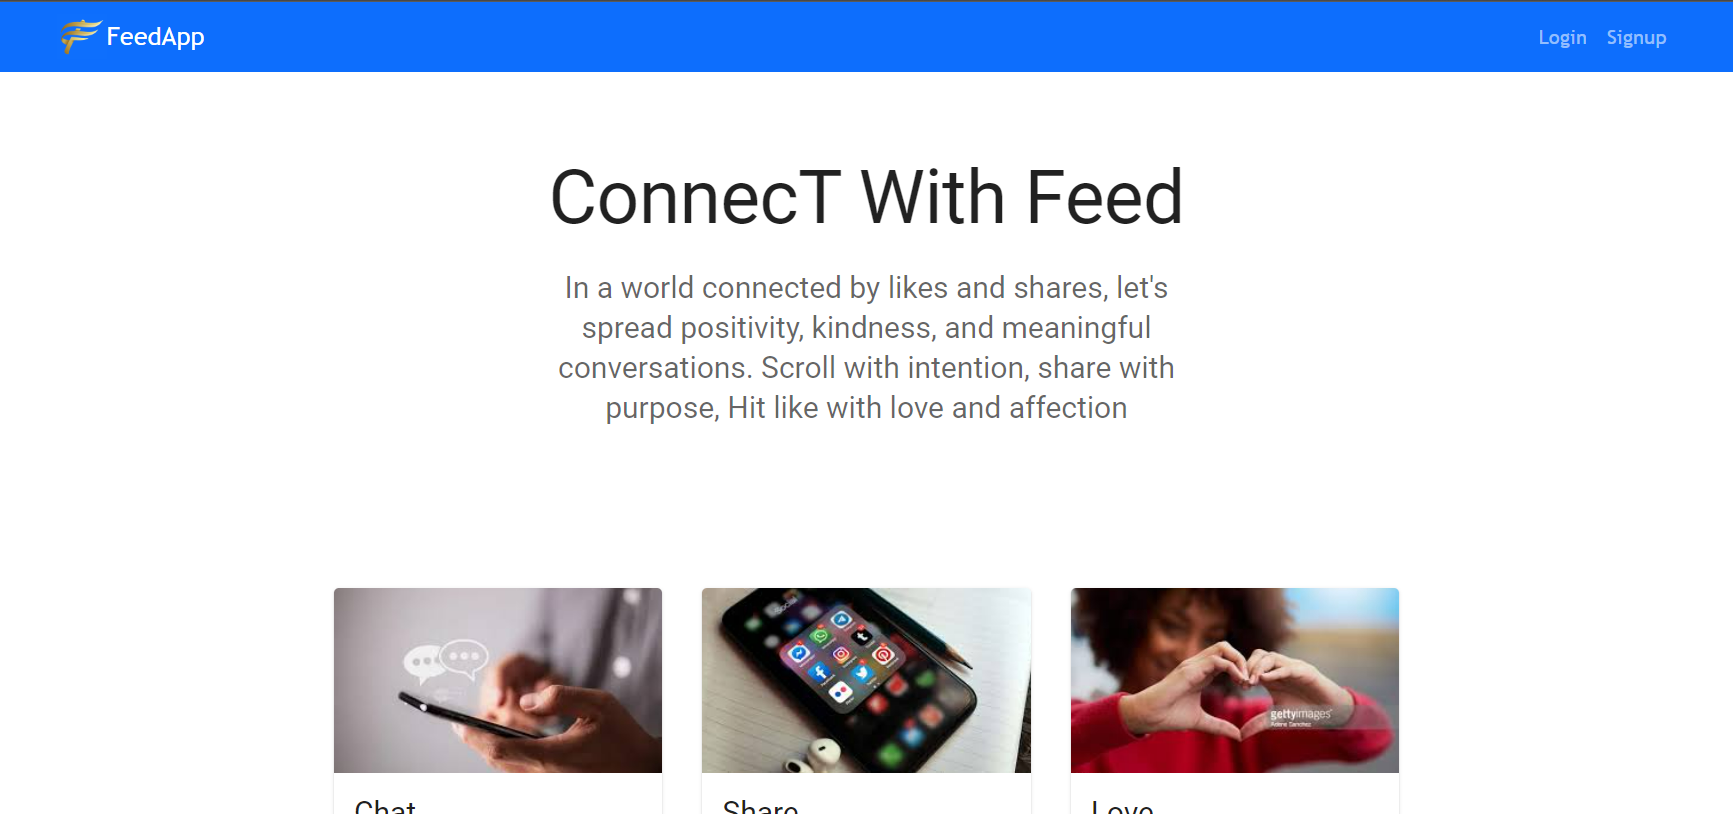 FeedApp
Login Signup
ConnecT With Feed
In a world connected by likes and shares, let's
spread positivity, kindness, and meaningful
conversations. Scroll with intention, share with
purpose, Hit like with love and affection
gettyimages
Chat
Share
Love